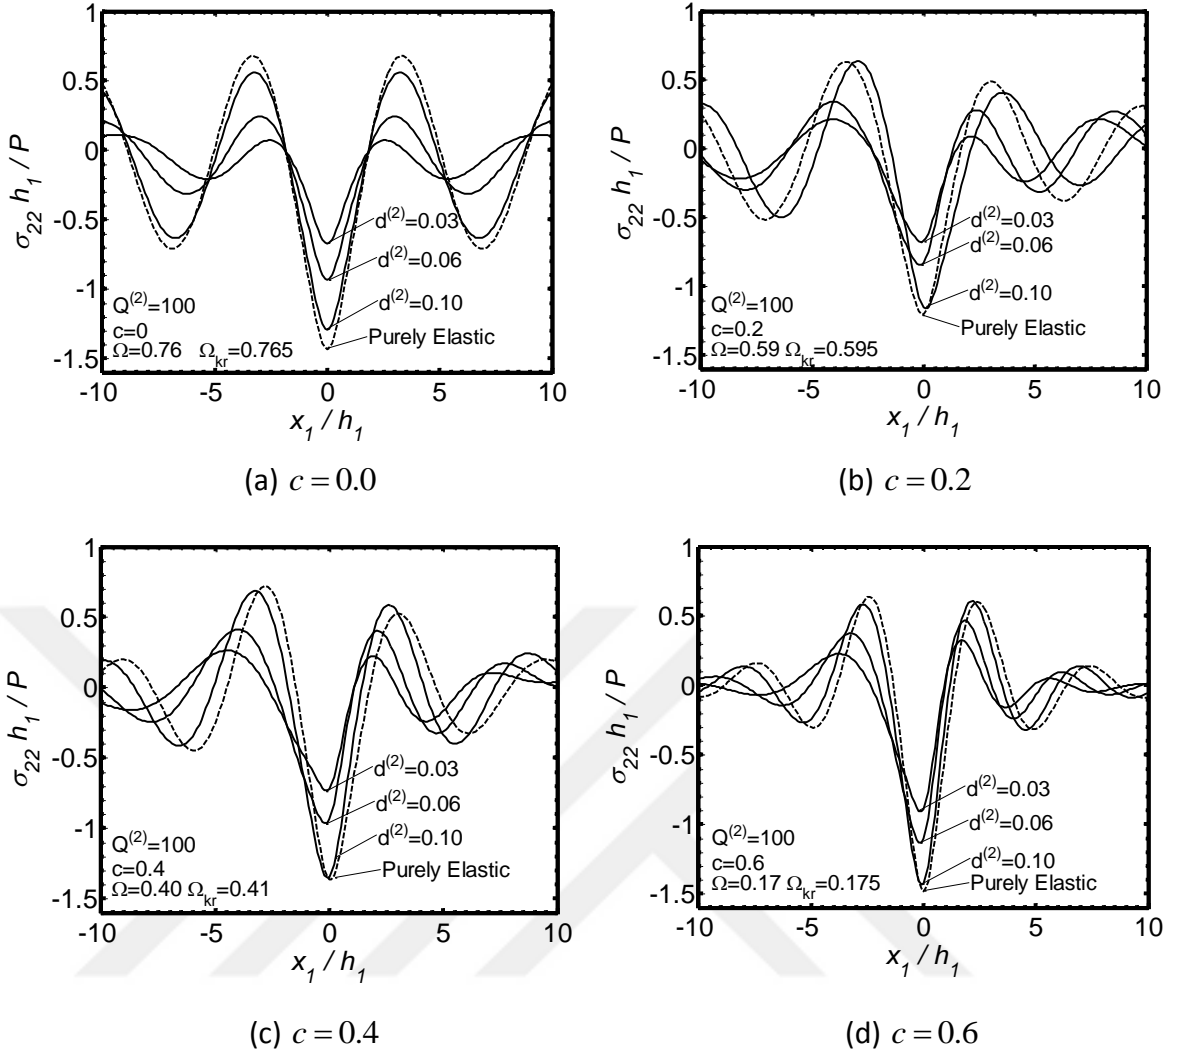 1
0.5
0
-0.5
-1
-1.5
σ22 h1 / P
d(2)=0.03
d(2)=0.06
d(2)=0.10
Purely Elastic
Q(2)=100
c=0
Ω=0.76 Ωkr=0.765
-10 -5 0 5 10
x1 / h1
(a) c = 0.0
1
0.5
0
-0.5
-1
-1.5
σ22 h1 / P
d(2)=0.03
d(2)=0.06
d(2)=0.10
Purely Elastic
Q(2)=100
c=0.2
Ω=0.59 Ωkr=0.595
-10 -5 0 5 10
x1 / h1
(b) c = 0.2
1
0.5
0
-0.5
-1
-1.5
σ22 h1 / P
d(2)=0.03
d(2)=0.06
d(2)=0.10
Purely Elastic
Q(2)=100
c=0.4
Ω=0.40 Ωkr=0.41
-10 -5 0 5 10
x1 / h1
(c) c = 0.4
1
0.5
0
-0.5
-1
-1.5
σ22 h1 / P
d(2)=0.03
d(2)=0.06
d(2)=0.10
Purely Elastic
Q(2)=100
c=0.6
Ω=0.17 Ωkr=0.175
-10 -5 0 5 10
x1 / h1
(d) c = 0.6